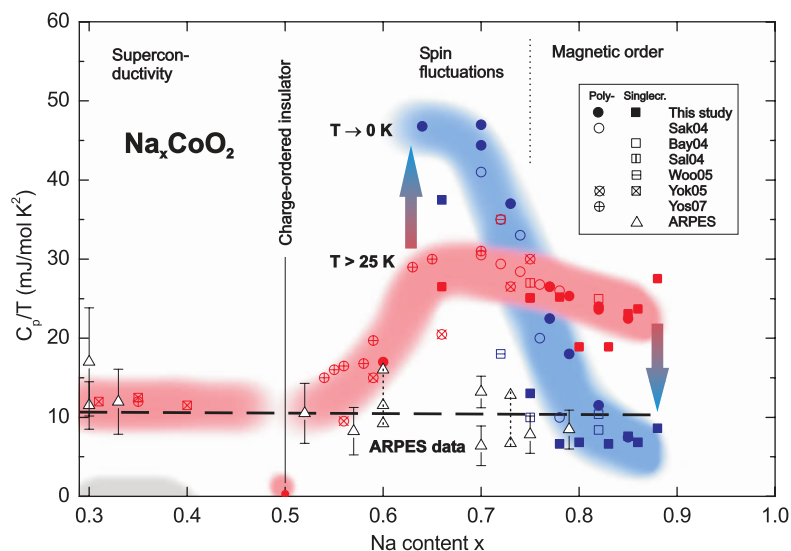 60
50
40
30
20
10
0
0.3
0.4
0.5
0.6
0.7
0.8
0.9
1.0
Cp/T (mJ/mol K²)
Na content x
Supercon-
ductivity
NaₓCoO₂
Charge-ordered insulator
Spin
fluctuations
Magnetic order
T → 0 K
T > 25 K
ARPES data
Poly- Singlecr.
This study
Sak04
Bay04
Sal04
Woo05
Yok05
Yos07
ARPES